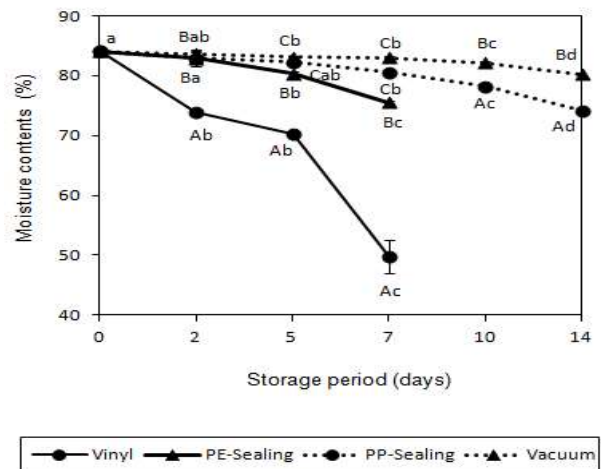 90
80
70
60
50
40
Moisture contents (%)
a
Bab
Cb
Cb
Bc
Bd
Ba
Bb
Cab
Cb
Bc
Ac
Ad
Ab
Ab
Ac
0
2
5
7
10
14
Storage period (days)
Vinyl
PE-Sealing
PP-Sealing
Vacuum